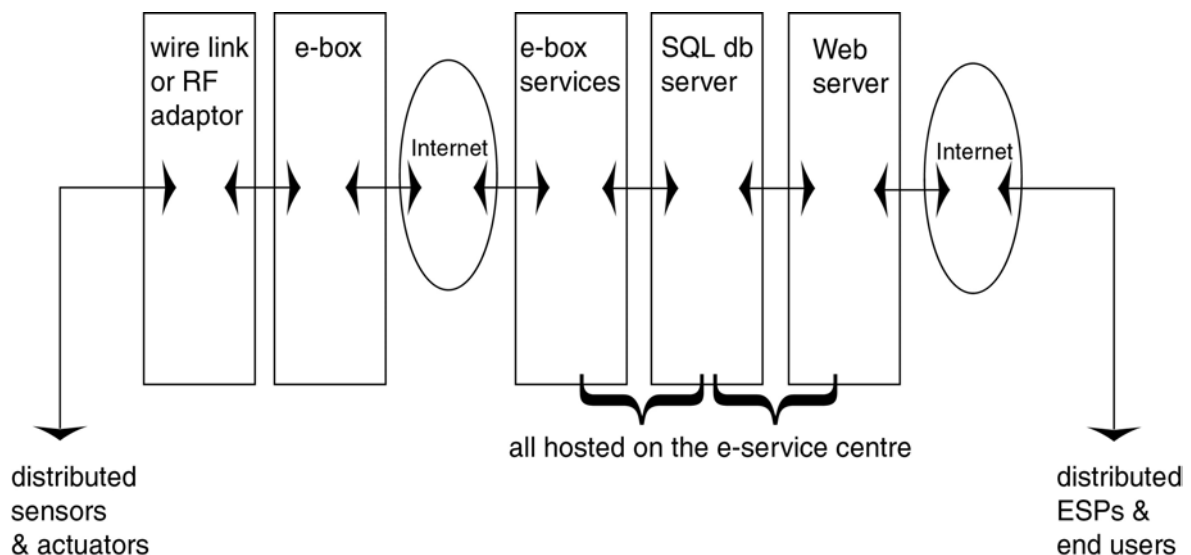 wire link
or RF
adaptor
e-box
Internet
e-box
services
SQL db
server
Web
server
Internet
all hosted on the e-service centre
distributed
sensors
& actuators
distributed
ESPs &
end users